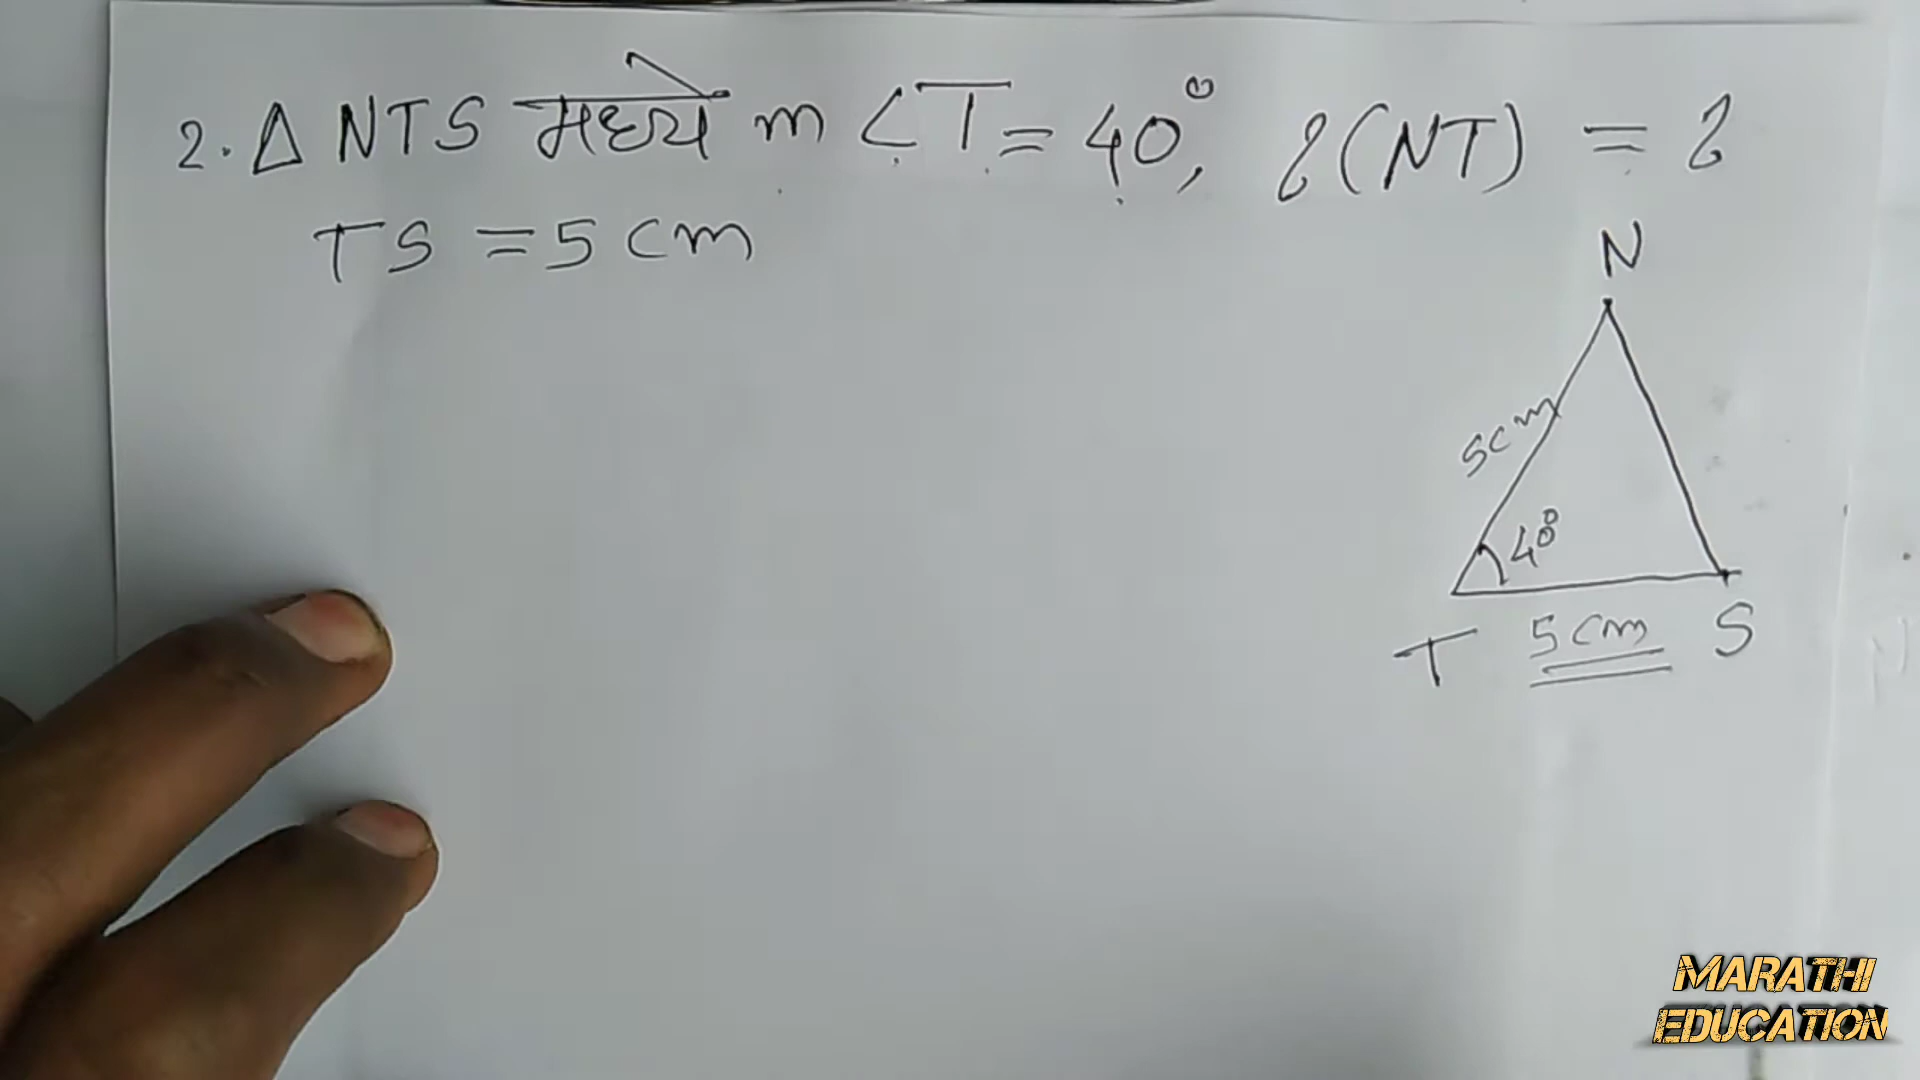 2. Δ NTS मध्ये m ∠T = 40°, l(NT) = l
TS = 5 cm
N
5cm
40°
T 5cm S
MARATHI
EDUCATION